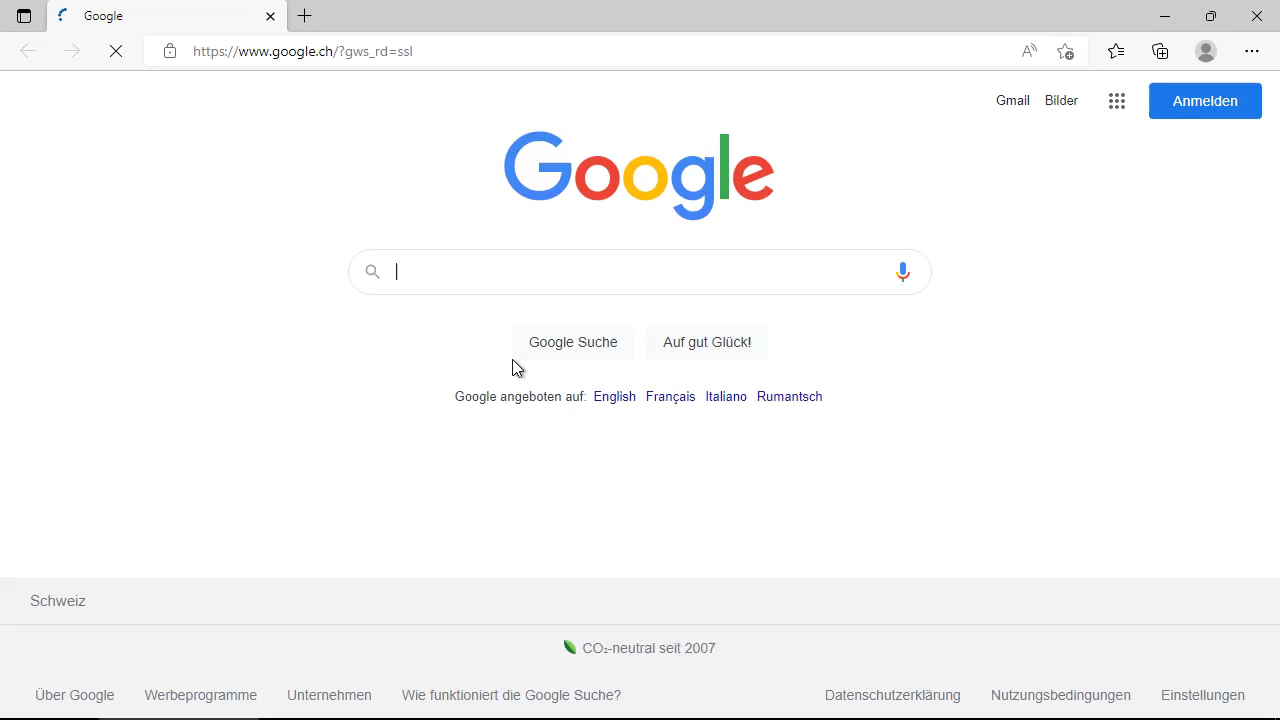 Google
https://www.google.ch/?gws_rd=ssl
Gmail Bilder Anmelden
Google
Google Suche Auf gut Glück!
Google angeboten auf: English Français Italiano Rumantsch
Schweiz
CO₂-neutral seit 2007
Über Google Werbeprogramme Unternehmen Wie funktioniert die Google Suche? Datenschutzerklärung Nutzungsbedingungen Einstellungen